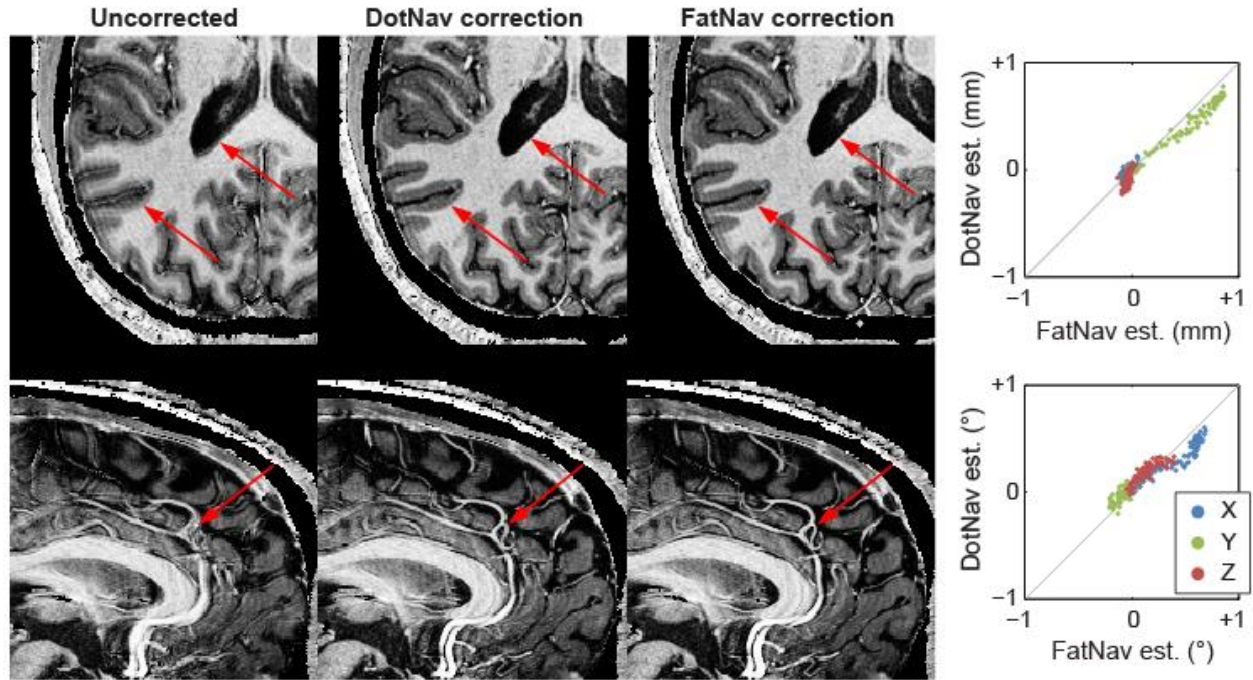 Uncorrected DotNav correction FatNav correction
+1
DotNav est. (mm)
0
−1
−1 0 +1
FatNav est. (mm)
+1
DotNav est. (°)
0
−1
X
Y
Z
−1 0 +1
FatNav est. (°)